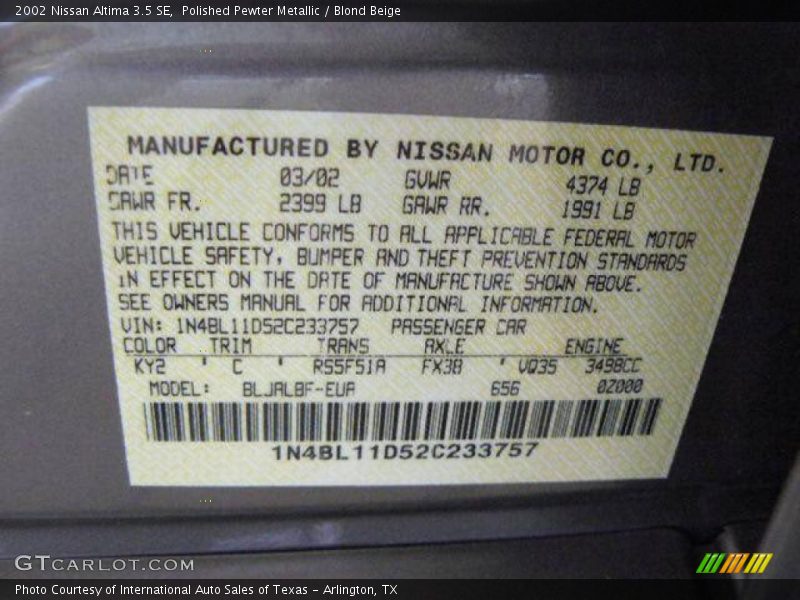 2002 Nissan Altima 3.5 SE, Polished Pewter Metallic / Blond Beige
MANUFACTURED BY NISSAN MOTOR CO., LTD.
DATE 03/02 GVWR 4374 LB
GAWR FR. 2399 LB GAWR RR. 1991 LB
THIS VEHICLE CONFORMS TO ALL APPLICABLE FEDERAL MOTOR
VEHICLE SAFETY, BUMPER AND THEFT PREVENTION STANDARDS
IN EFFECT ON THE DATE OF MANUFACTURE SHOWN ABOVE.
SEE OWNERS MANUAL FOR ADDITIONAL INFORMATION.
VIN: 1N4BL11D52C233757 PASSENGER CAR
COLOR TRIM TRANS AXLE ENGINE
KY2 ' C ' RS5F51A FX38 ' VQ35 3498CC
MODEL: BLJALBF-EUA 656 0Z000
1N4BL11D52C233757
GTCARLOT.COM
Photo Courtesy of International Auto Sales of Texas - Arlington, TX